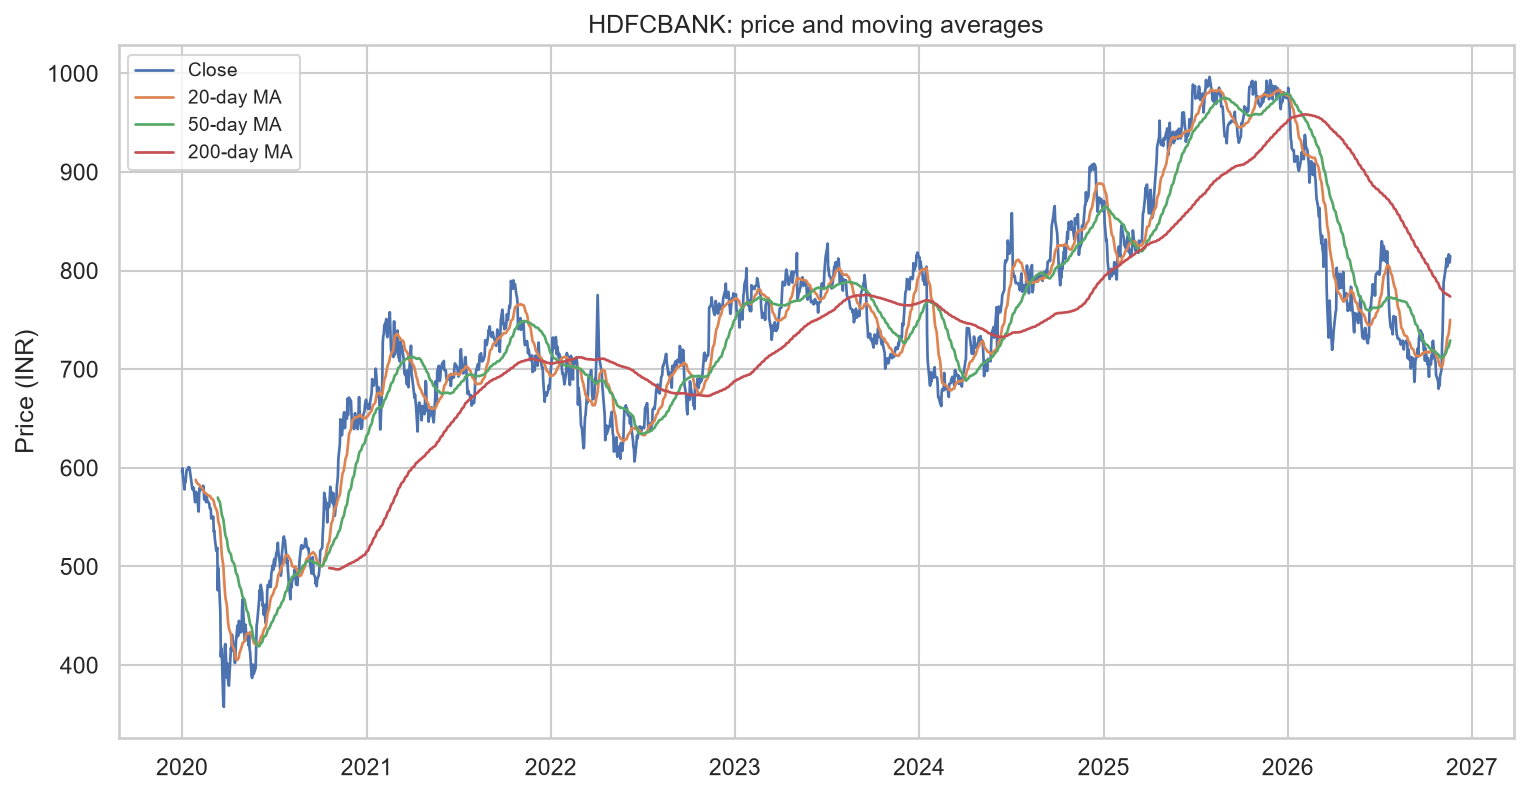 HDFCBANK: price and moving averages
Close
20-day MA
50-day MA
200-day MA
Price (INR)
1000
900
800
700
600
500
400
2020
2021
2022
2023
2024
2025
2026
2027